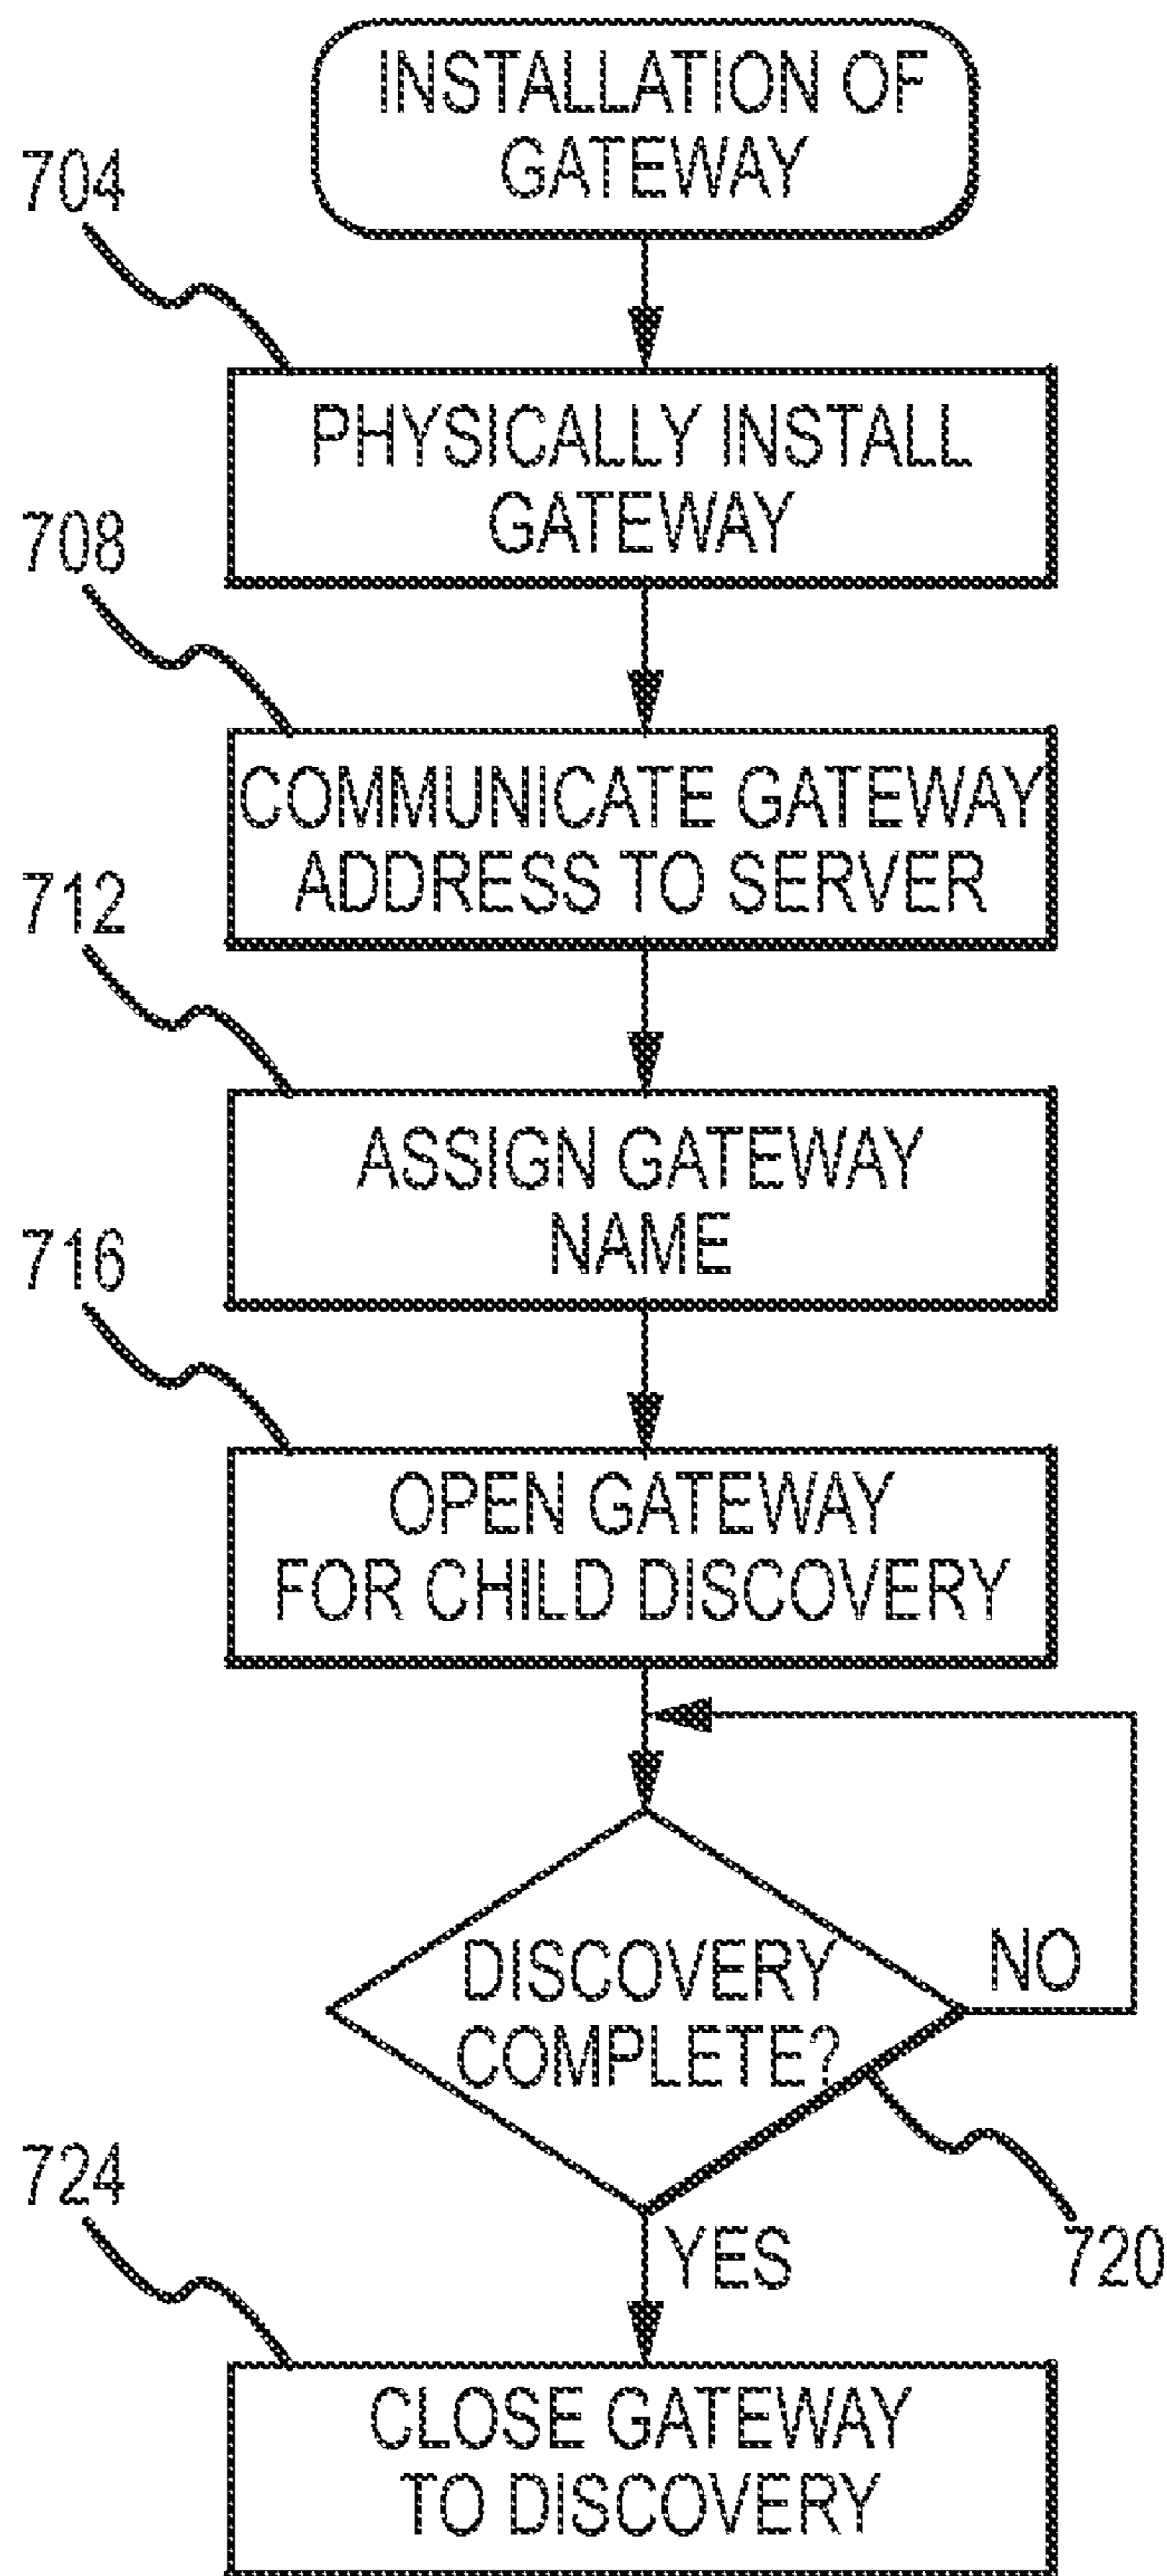 INSTALLATION OF
GATEWAY
704
PHYSICALLY INSTALL
GATEWAY
708
COMMUNICATE GATEWAY
ADDRESS TO SERVER
712
ASSIGN GATEWAY
NAME
716
OPEN GATEWAY
FOR CHILD DISCOVERY
DISCOVERY
COMPLETE?
NO
720
YES
724
CLOSE GATEWAY
TO DISCOVERY